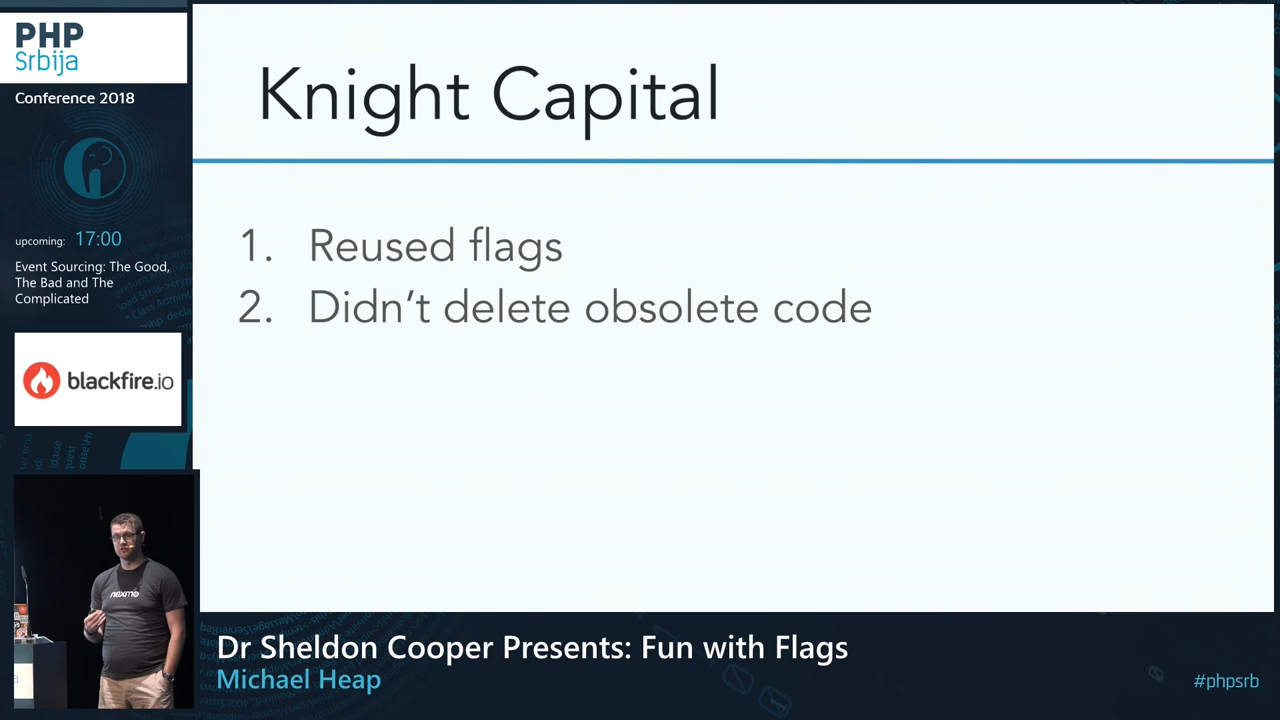 PHP
Srbija
Conference 2018
upcoming: 17:00
Event Sourcing: The Good,
The Bad and The
Complicated
blackfire.io
Knight Capital
1. Reused flags
2. Didn't delete obsolete code
nexmo
Dr Sheldon Cooper Presents: Fun with Flags
Michael Heap
#phpsrb